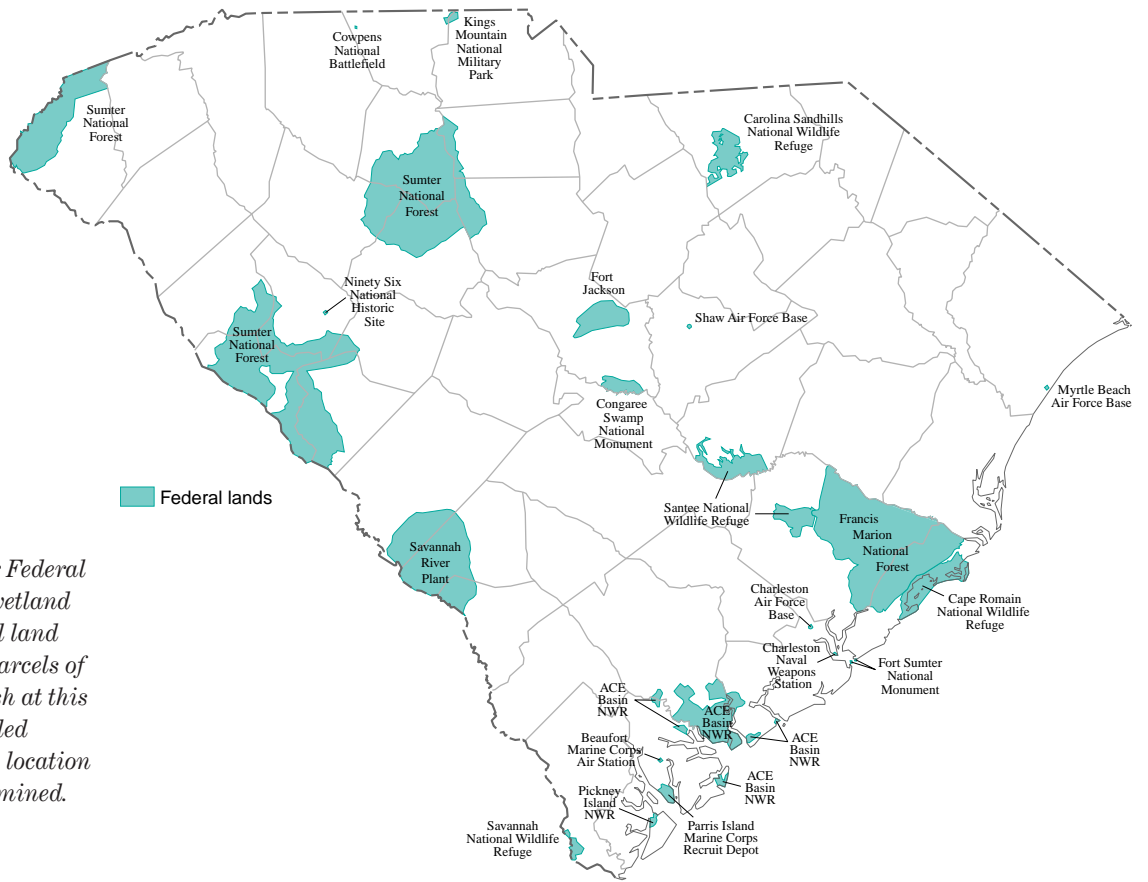 Cowpens
National
Battlefield
Kings
Mountain
National
Military
Park
Sumter
National
Forest
Carolina Sandhills
National Wildlife
Refuge
Sumter
National
Forest
Ninety Six
National
Historic
Site
Fort
Jackson
Shaw Air Force Base
Sumter
National
Forest
Myrtle Beach
Air Force Base
Congaree
Swamp
National
Monument
Federal lands
Santee National
Wildlife Refuge
Francis
Marion
National
Forest
Savannah
River
Plant
Federal
etland
land
arcels of
h at this
led
location
mined.
Charleston
Air Force
Base
Cape Romain
National Wildlife
Refuge
Charleston
Naval
Weapons
Station
Fort Sumter
National
Monument
ACE
Basin
NWR
ACE
Basin
NWR
ACE
Basin
NWR
Beaufort
Marine Corps
Air Station
ACE
Basin
NWR
Pickney
Island
NWR
Parris Island
Marine Corps
Recruit Depot
Savannah
National Wildlife
Refuge